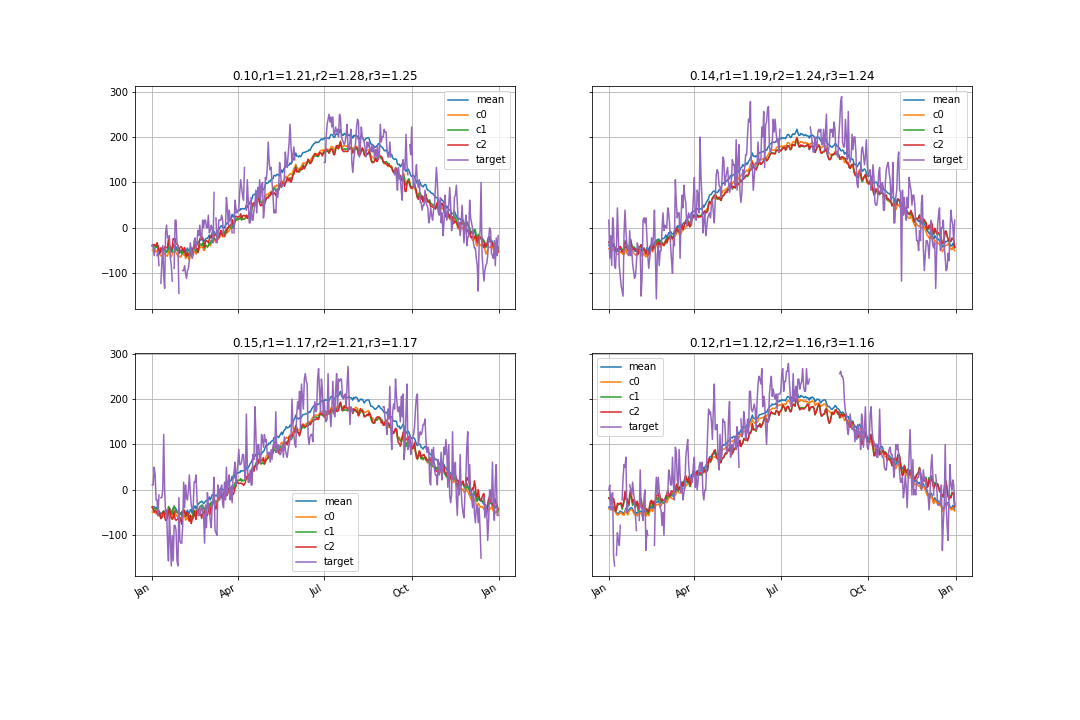 0.10,r1=1.21,r2=1.28,r3=1.25
300
200
100
0
−100
mean
c0
c1
c2
target
0.14,r1=1.19,r2=1.24,r3=1.24
mean
c0
c1
c2
target
0.15,r1=1.17,r2=1.21,r3=1.17
300
200
100
0
−100
mean
c0
c1
c2
target
Jan
Apr
Jul
Oct
Jan
0.12,r1=1.12,r2=1.16,r3=1.16
mean
c0
c1
c2
target
Jan
Apr
Jul
Oct
Jan